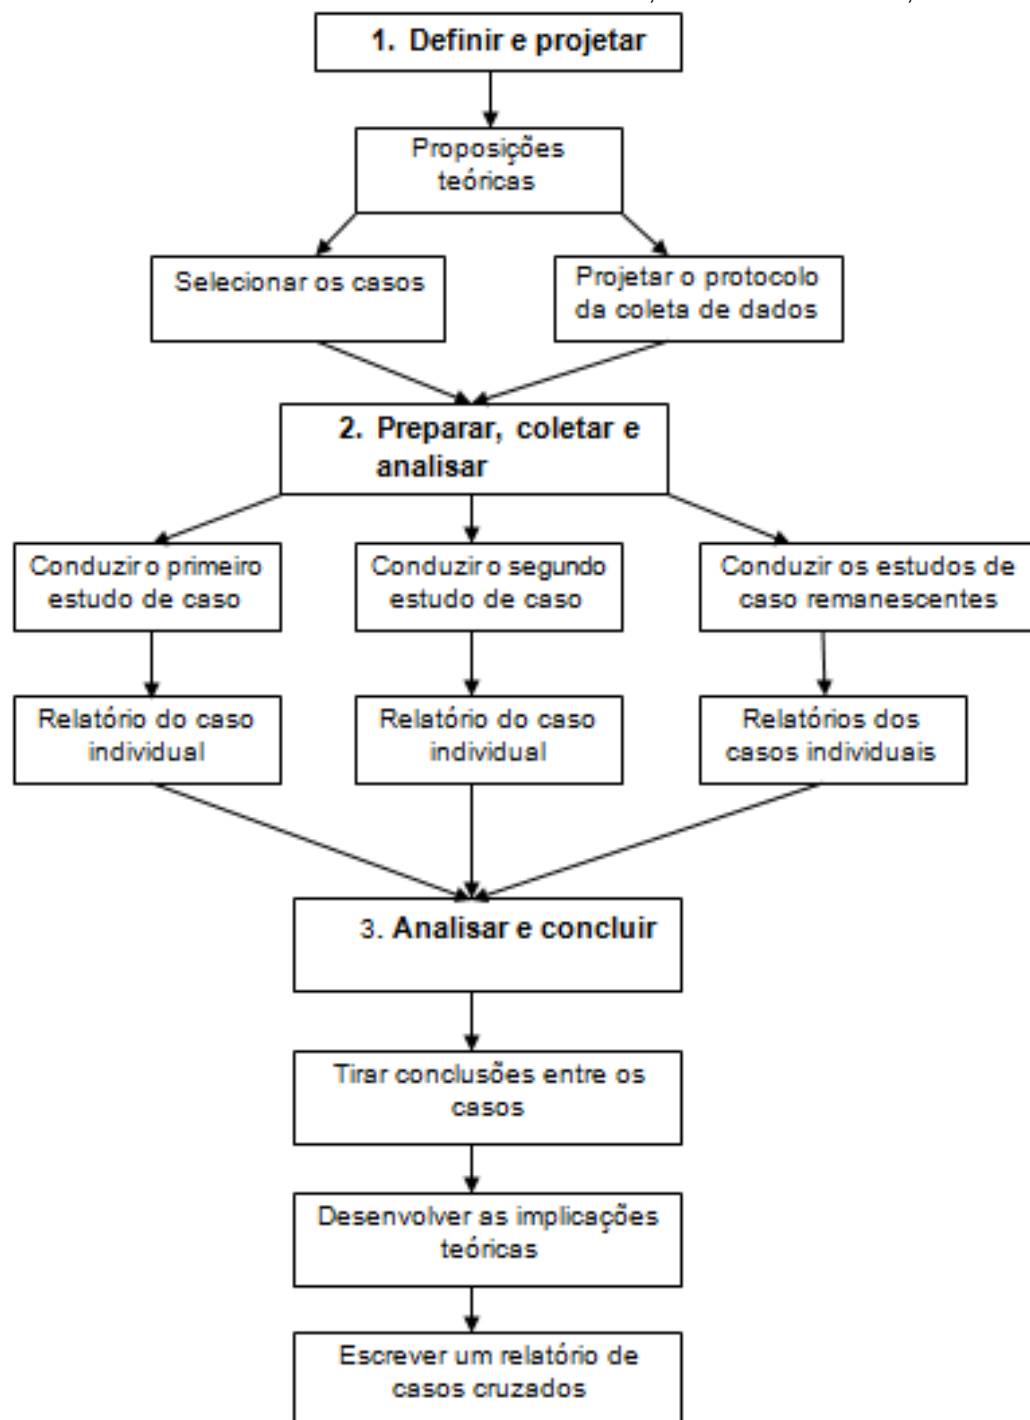 1. Definir e projetar
Proposições
teóricas
Selecionar os casos
Projetar o protocolo
da coleta de dados
2. Preparar, coletar e
analisar
Conduzir o primeiro
estudo de caso
Conduzir o segundo
estudo de caso
Conduzir os estudos de
caso remanescentes
Relatório do caso
individual
Relatório do caso
individual
Relatórios dos
casos individuais
3. Analisar e concluir
Tirar conclusões entre os
casos
Desenvolver as implicações
teóricas
Escrever um relatório de
casos cruzados